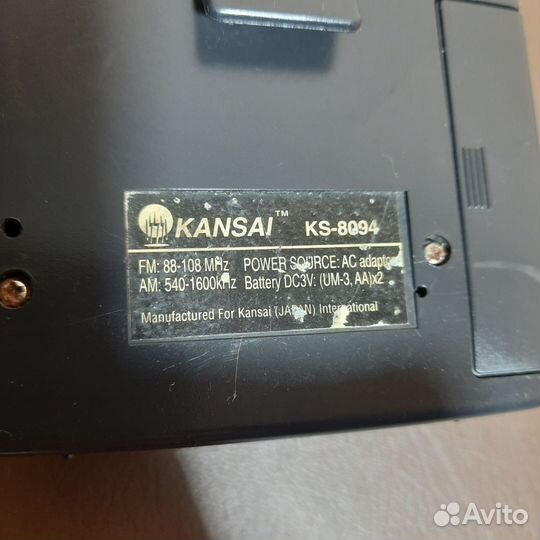 KANSAI™ KS-8094
FM: 88-108 MHz POWER SOURCE: AC adaptor
AM: 540-1600kHz Battery DC3V: (UM-3, AA)x2
Manufactured For Kansai (JAPAN) International
Avito